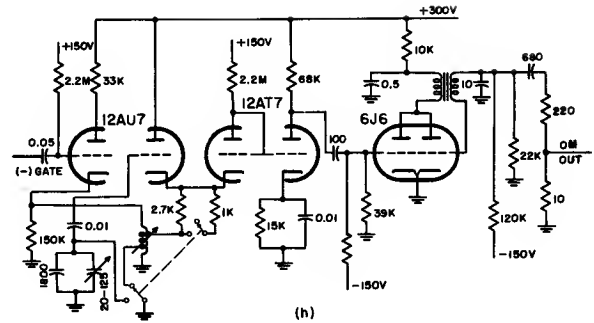 +300V
+150V
2.2M
33K
12AU7
+150V
2.2M
68K
12AT7
10K
0.5
10
680
6J6
220
0.05
(-) GATE
100
OM
OUT
22K
10
0.01
2.7K
1K
15K
0.01
39K
120K
150K
-150V
-150V
1800
20-125
(h)